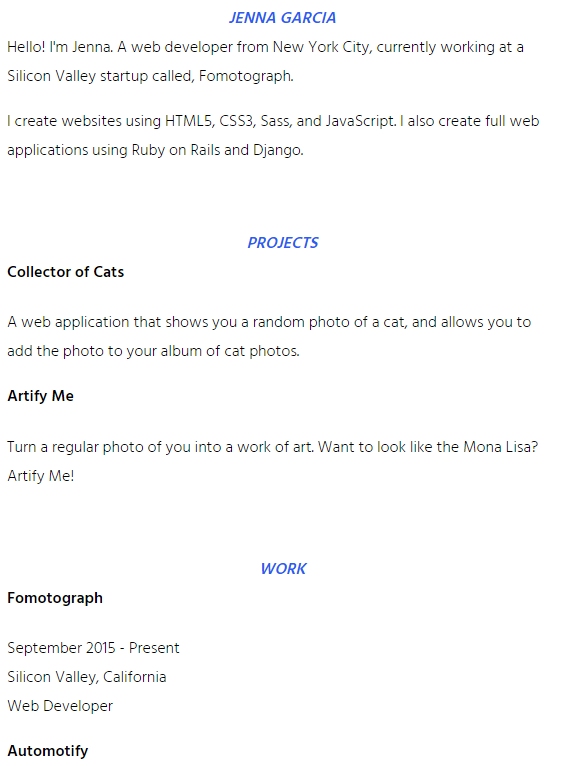 JENNA GARCIA
Hello! I'm Jenna. A web developer from New York City, currently working at a
Silicon Valley startup called, Fomotograph.
I create websites using HTML5, CSS3, Sass, and JavaScript. I also create full web
applications using Ruby on Rails and Django.
PROJECTS
Collector of Cats
A web application that shows you a random photo of a cat, and allows you to
add the photo to your album of cat photos.
Artify Me
Turn a regular photo of you into a work of art. Want to look like the Mona Lisa?
Artify Me!
WORK
Fomotograph
September 2015 - Present
Silicon Valley, California
Web Developer
Automotify